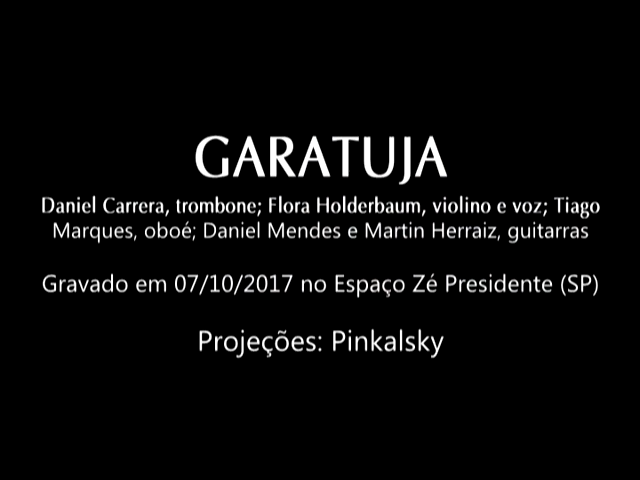 GARATUJA
Daniel Carrera, trombone; Flora Holderbaum, violino e voz; Tiago
Marques, oboé; Daniel Mendes e Martin Herraiz, guitarras
Gravado em 07/10/2017 no Espaço Zé Presidente (SP)
Projeções: Pinkalsky